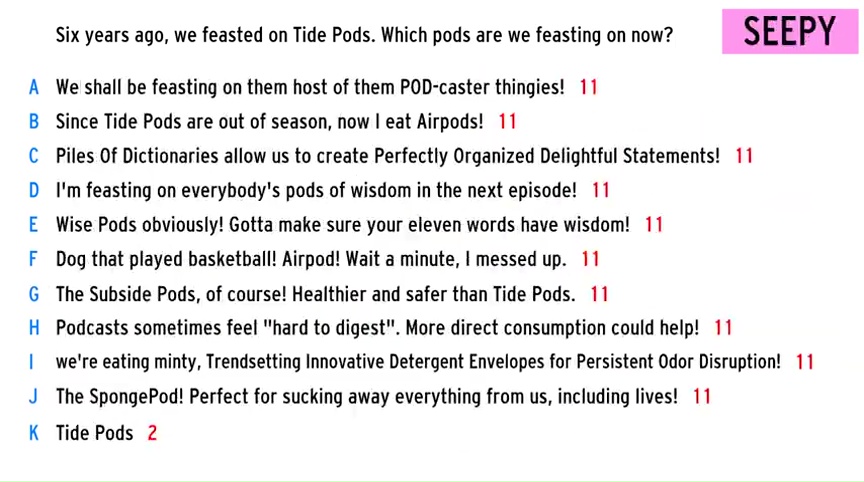 Six years ago, we feasted on Tide Pods. Which pods are we feasting on now?
SEEPY
A We shall be feasting on them host of them POD-caster thingies! 11
B Since Tide Pods are out of season, now I eat Airpods! 11
C Piles Of Dictionaries allow us to create Perfectly Organized Delightful Statements! 11
D I'm feasting on everybody's pods of wisdom in the next episode! 11
E Wise Pods obviously! Gotta make sure your eleven words have wisdom! 11
F Dog that played basketball! Airpod! Wait a minute, I messed up. 11
G The Subside Pods, of course! Healthier and safer than Tide Pods. 11
H Podcasts sometimes feel "hard to digest". More direct consumption could help! 11
I we're eating minty, Trendsetting Innovative Detergent Envelopes for Persistent Odor Disruption! 11
J The SpongePod! Perfect for sucking away everything from us, including lives! 11
K Tide Pods 2